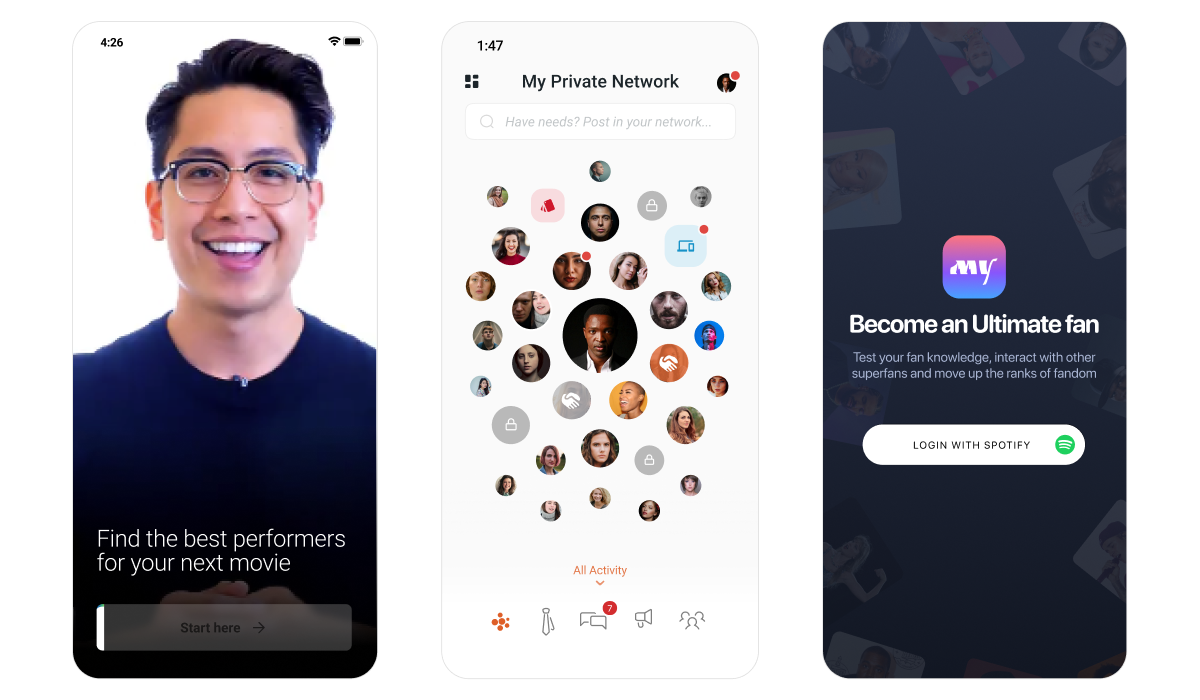 4:26
Find the best performers
for your next movie
Start here
1:47
My Private Network
Have needs? Post in your network...
All Activity
7
my
Become an Ultimate fan
Test your fan knowledge, interact with other
superfans and move up the ranks of fandom
LOGIN WITH SPOTIFY